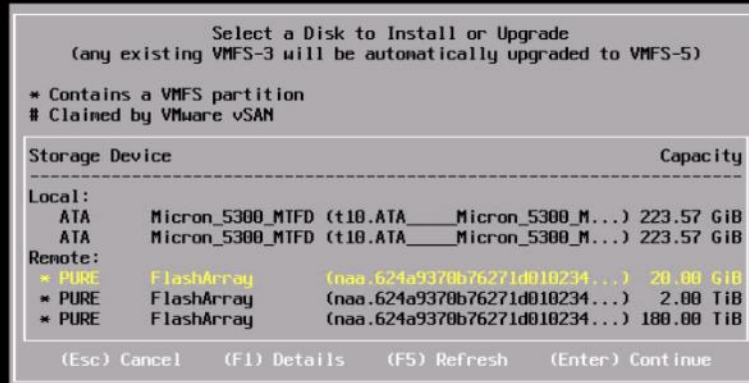 Select a Disk to Install or Upgrade
(any existing VMFS-3 will be automatically upgraded to VMFS-5)
* Contains a VMFS partition
# Claimed by VMware vSAN
Storage Device Capacity
Local:
ATA Micron_5300_MTFD (t10.ATA_____Micron_5300_M...) 223.57 GiB
ATA Micron_5300_MTFD (t10.ATA_____Micron_5300_M...) 223.57 GiB
Remote:
* PURE FlashArray (naa.624a9370b76271d010234...) 20.00 GiB
* PURE FlashArray (naa.624a9370b76271d010234...) 2.00 TiB
* PURE FlashArray (naa.624a9370b76271d010234...) 180.00 TiB
(Esc) Cancel (F1) Details (F5) Refresh (Enter) Continue